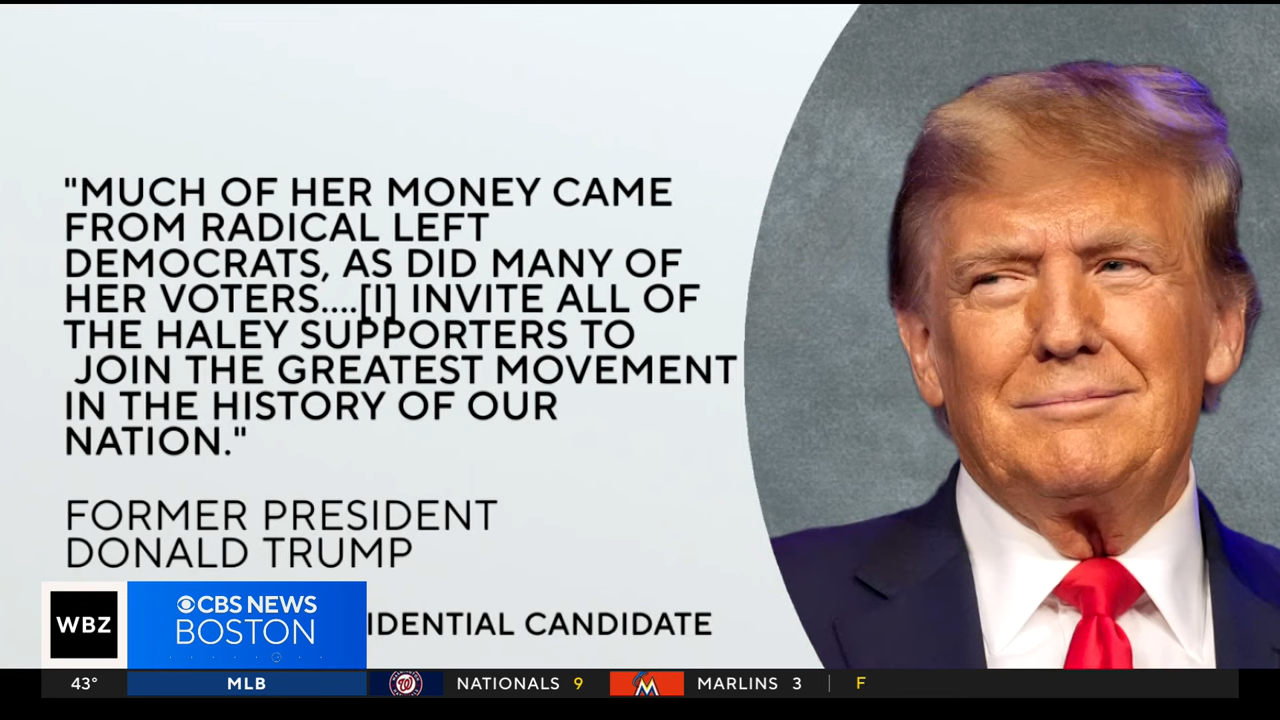 "MUCH OF HER MONEY CAME
FROM RADICAL LEFT
DEMOCRATS, AS DID MANY OF
HER VOTERS....[I] INVITE ALL OF
THE HALEY SUPPORTERS TO
JOIN THE GREATEST MOVEMENT
IN THE HISTORY OF OUR
NATION."
FORMER PRESIDENT
DONALD TRUMP
IDENTIAL CANDIDATE
WBZ
CBS NEWS
BOSTON
43° MLB NATIONALS 9 MARLINS 3 F